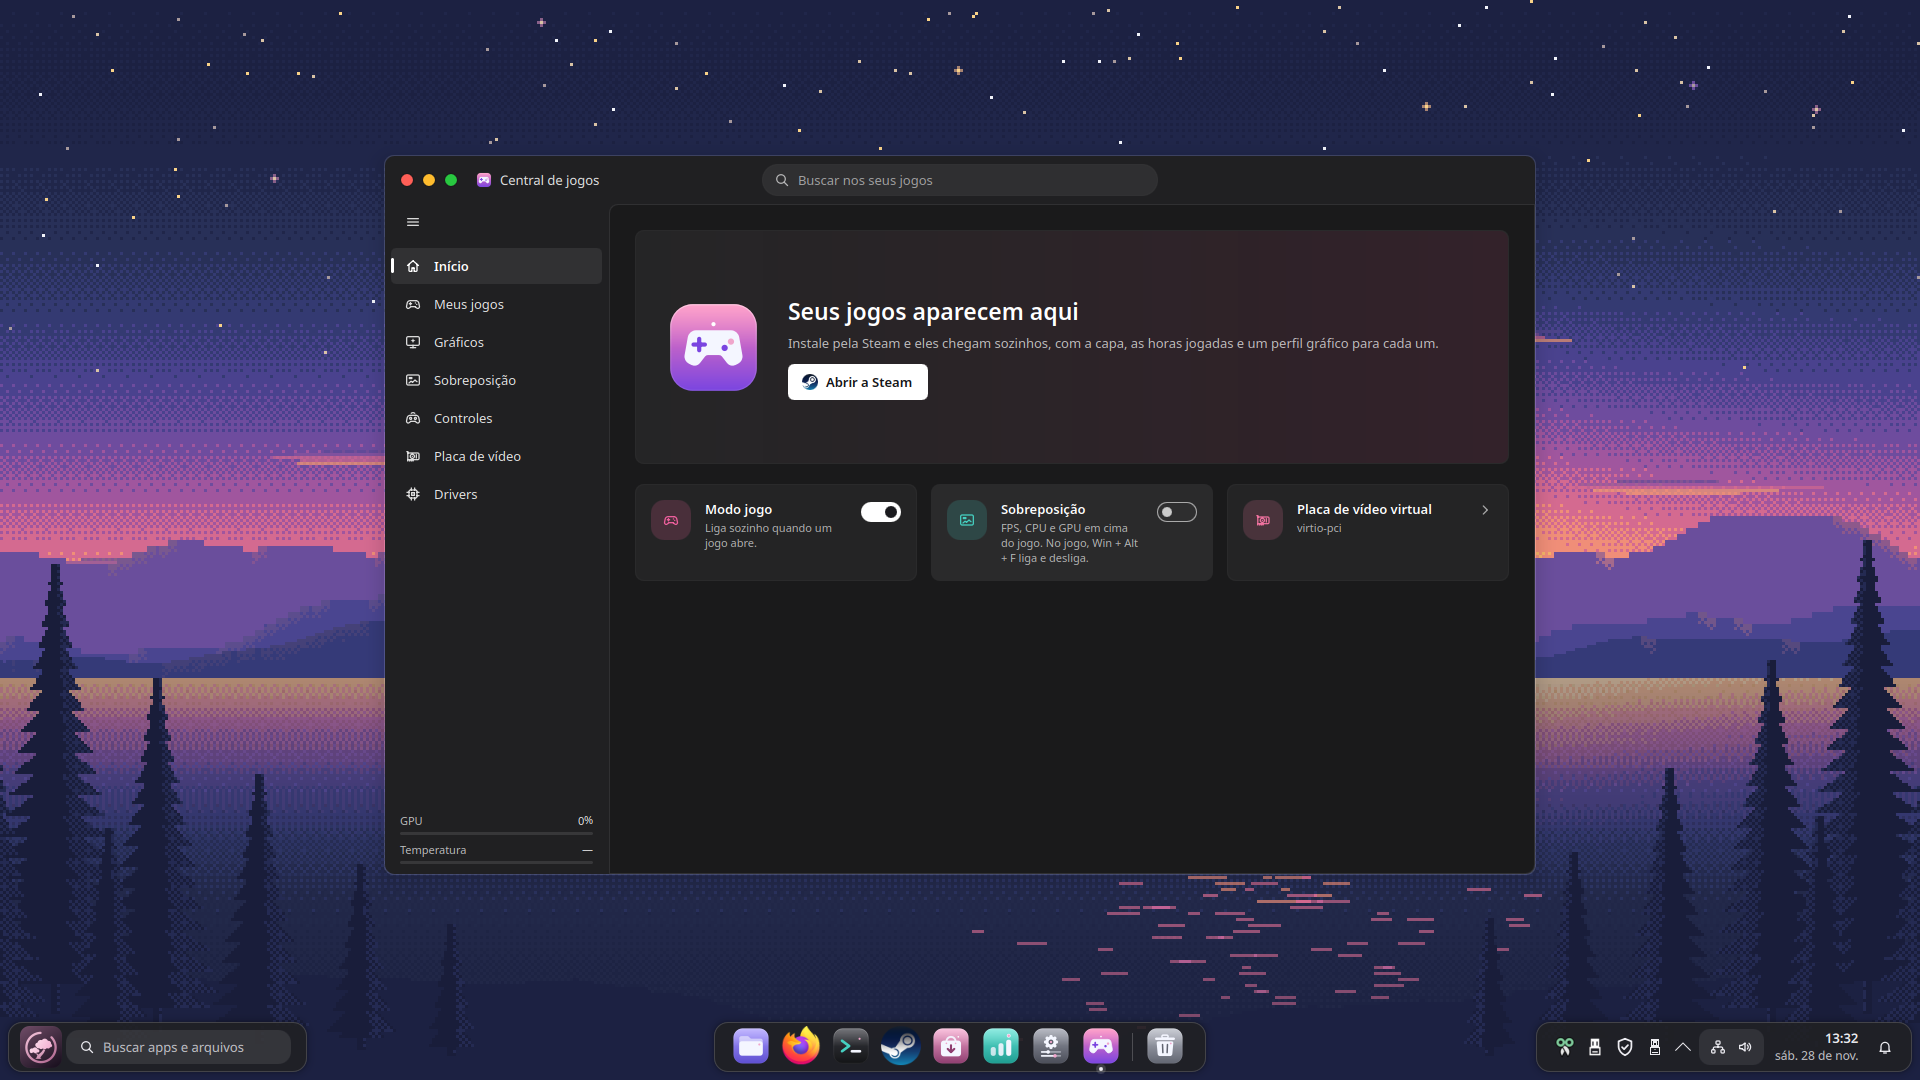 Central de jogos
Buscar nos seus jogos
Início
Meus jogos
Gráficos
Sobreposição
Controles
Placa de vídeo
Drivers
GPU 0%
Temperatura —
Seus jogos aparecem aqui
Instale pela Steam e eles chegam sozinhos, com a capa, as horas jogadas e um perfil gráfico para cada um.
Abrir a Steam
Modo jogo
Liga sozinho quando um
jogo abre.
Sobreposição
FPS, CPU e GPU em cima
do jogo. No jogo, Win + Alt
+ F liga e desliga.
Placa de vídeo virtual
virtio-pci
Buscar apps e arquivos
13:32
sáb. 28 de nov.